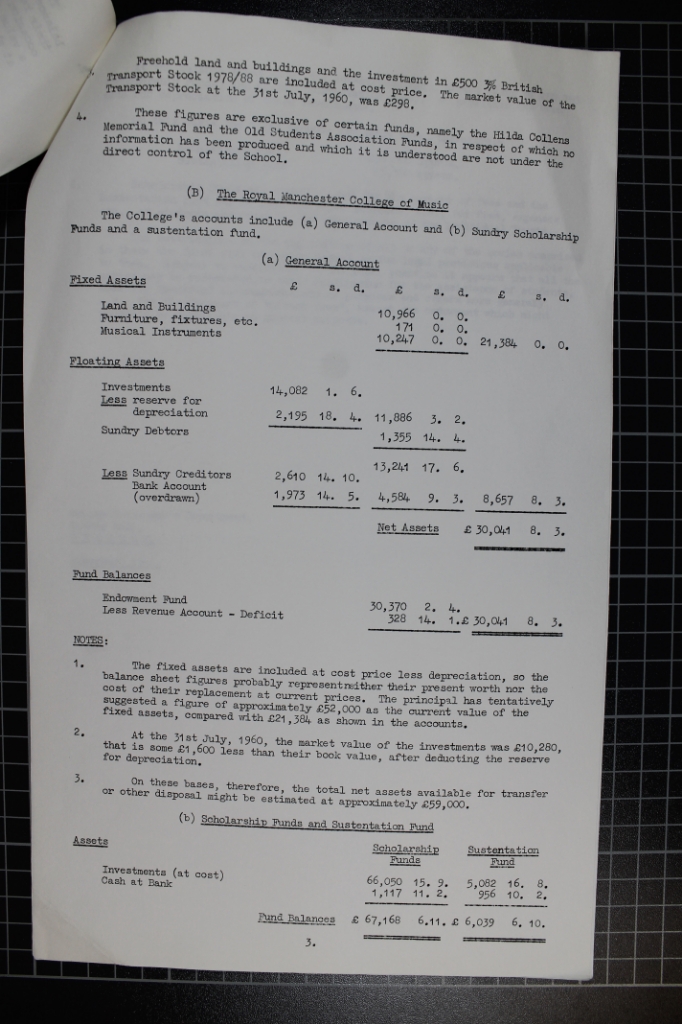 Freehold land and buildings and the investment in £500 3% British
Transport Stock 1978/88 are included at cost price. The market value of the
Transport Stock at the 31st July, 1960, was £298.
4. These figures are exclusive of certain funds, namely the Hilda Collens
Memorial Fund and the Old Students Association Funds, in respect of which no
information has been produced and which it is understood are not under the
direct control of the School.
(B) The Royal Manchester College of Music
The College's accounts include (a) General Account and (b) Sundry Scholarship
Funds and a sustentation fund.
(a) General Account
Fixed Assets £ s. d. £ s. d. £ s. d.
Land and Buildings 10,966 0. 0.
Furniture, fixtures, etc. 171 0. 0.
Musical Instruments 10,247 0. 0. 21,384 0. 0.
Floating Assets
Investments 14,082 1. 6.
Less reserve for
depreciation 2,195 18. 4. 11,886 3. 2.
Sundry Debtors 1,355 14. 4.
13,241 17. 6.
Less Sundry Creditors 2,610 14. 10.
Bank Account
(overdrawn) 1,973 14. 5. 4,584 9. 3. 8,657 8. 3.
Net Assets £ 30,041 8. 3.
Fund Balances
Endowment Fund 30,370 2. 4.
Less Revenue Account - Deficit 328 14. 1. £ 30,041 8. 3.
NOTES:
1. The fixed assets are included at cost price less depreciation, so the
balance sheet figures probably represent neither their present worth nor the
cost of their replacement at current prices. The principal has tentatively
suggested a figure of approximately £52,000 as the current value of the
fixed assets, compared with £21,384 as shown in the accounts.
2. At the 31st July, 1960, the market value of the investments was £10,280,
that is some £1,600 less than their book value, after deducting the reserve
for depreciation.
3. On these bases, therefore, the total net assets available for transfer
or other disposal might be estimated at approximately £59,000.
(b) Scholarship Funds and Sustentation Fund
Assets Scholarship Sustentation
Funds Fund
Investments (at cost) 66,050 15. 9. 5,082 16. 8.
Cash at Bank 1,117 11. 2. 956 10. 2.
Fund Balances £ 67,168 6.11. £ 6,039 6. 10.
3.